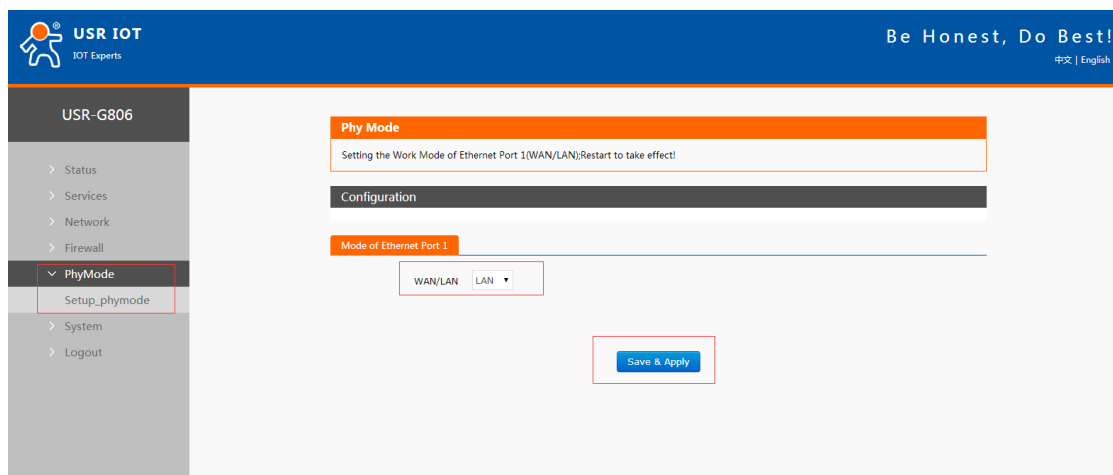 USR IOT
IOT Experts
®
Be Honest, Do Best!
中文 | English
USR-G806
Status
Services
Network
Firewall
PhyMode
Setup_phymode
System
Logout
Phy Mode
Setting the Work Mode of Ethernet Port 1(WAN/LAN);Restart to take effect!
Configuration
Mode of Ethernet Port 1
WAN/LAN LAN
Save & Apply